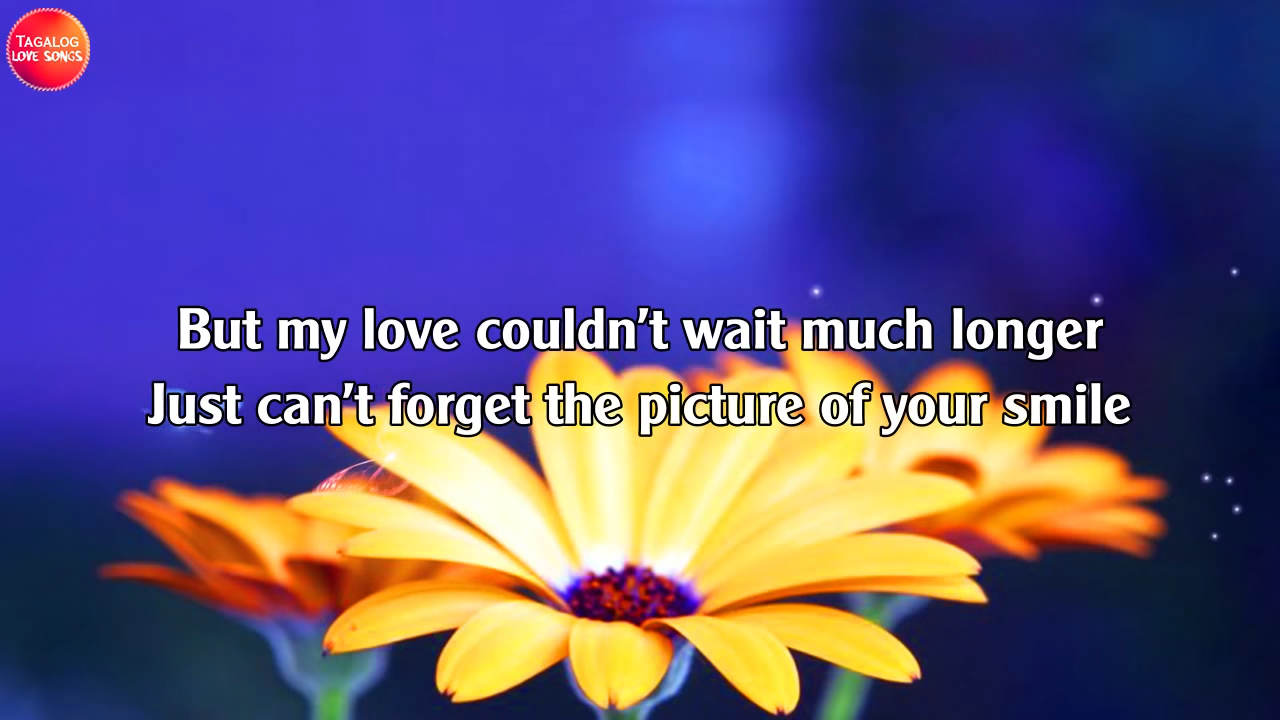 TAGALOG
LOVE SONGS
But my love couldn't wait much longer
Just can't forget the picture of your smile